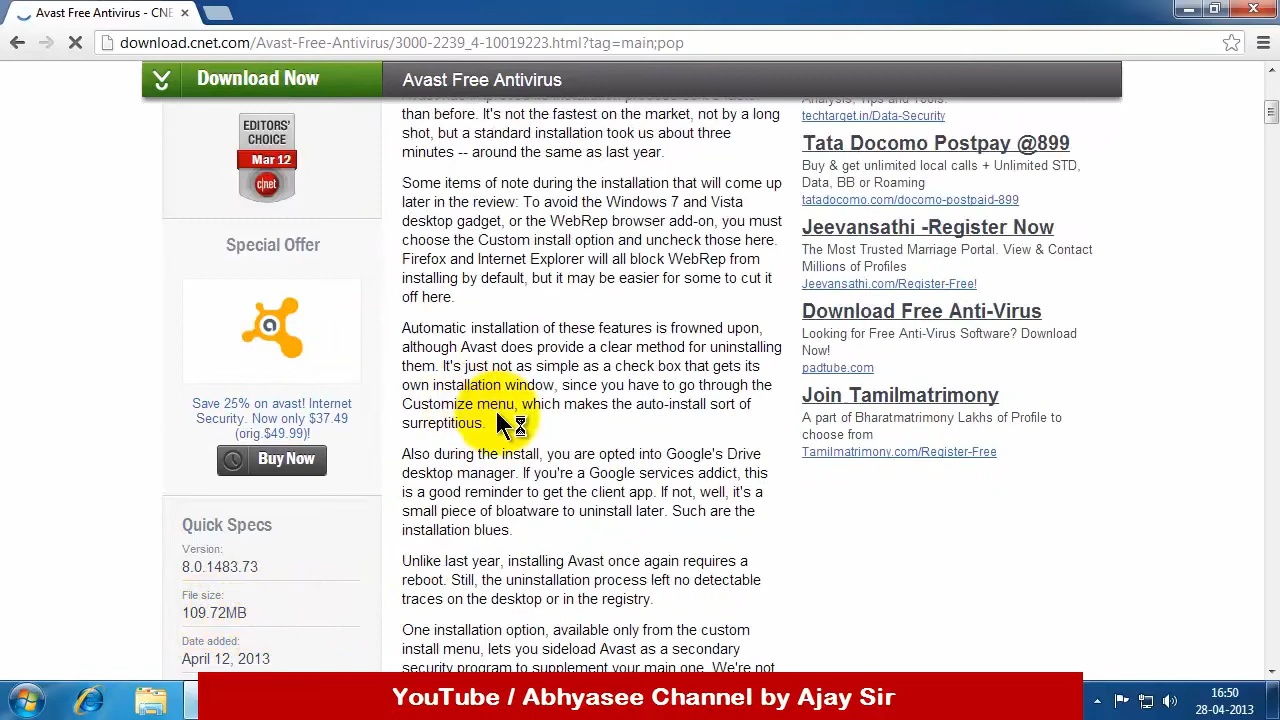 Avast Free Antivirus - CNE
download.cnet.com/Avast-Free-Antivirus/3000-2239_4-10019223.html?tag=main;pop
Download Now
Avast Free Antivirus
EDITORS'
CHOICE
Mar 12
c|net
Special Offer
a
Save 25% on avast! Internet
Security. Now only $37.49
(orig.$49.99)!
Buy Now
Quick Specs
Version:
8.0.1483.73
File size:
109.72MB
Date added:
April 12, 2013
than before. It's not the fastest on the market, not by a long
shot, but a standard installation took us about three
minutes -- around the same as last year.
Some items of note during the installation that will come up
later in the review: To avoid the Windows 7 and Vista
desktop gadget, or the WebRep browser add-on, you must
choose the Custom install option and uncheck those here.
Firefox and Internet Explorer will all block WebRep from
installing by default, but it may be easier for some to cut it
off here.
Automatic installation of these features is frowned upon,
although Avast does provide a clear method for uninstalling
them. It's just not as simple as a check box that gets its
own installation window, since you have to go through the
Customize menu, which makes the auto-install sort of
surreptitious.
Also during the install, you are opted into Google's Drive
desktop manager. If you're a Google services addict, this
is a good reminder to get the client app. If not, well, it's a
small piece of bloatware to uninstall later. Such are the
installation blues.
Unlike last year, installing Avast once again requires a
reboot. Still, the uninstallation process left no detectable
traces on the desktop or in the registry.
One installation option, available only from the custom
install menu, lets you sideload Avast as a secondary
security program to supplement your main one. We're not
Analysis, Tips and Tools.
techtarget.in/Data-Security
Tata Docomo Postpay @899
Buy & get unlimited local calls + Unlimited STD,
Data, BB or Roaming
tatadocomo.com/docomo-postpaid-899
Jeevansathi -Register Now
The Most Trusted Marriage Portal. View & Contact
Millions of Profiles
Jeevansathi.com/Register-Free!
Download Free Anti-Virus
Looking for Free Anti-Virus Software? Download
Now!
padtube.com
Join Tamilmatrimony
A part of Bharatmatrimony Lakhs of Profile to
choose from
Tamilmatrimony.com/Register-Free
YouTube / Abhyasee Channel by Ajay Sir
16:50
28-04-2013